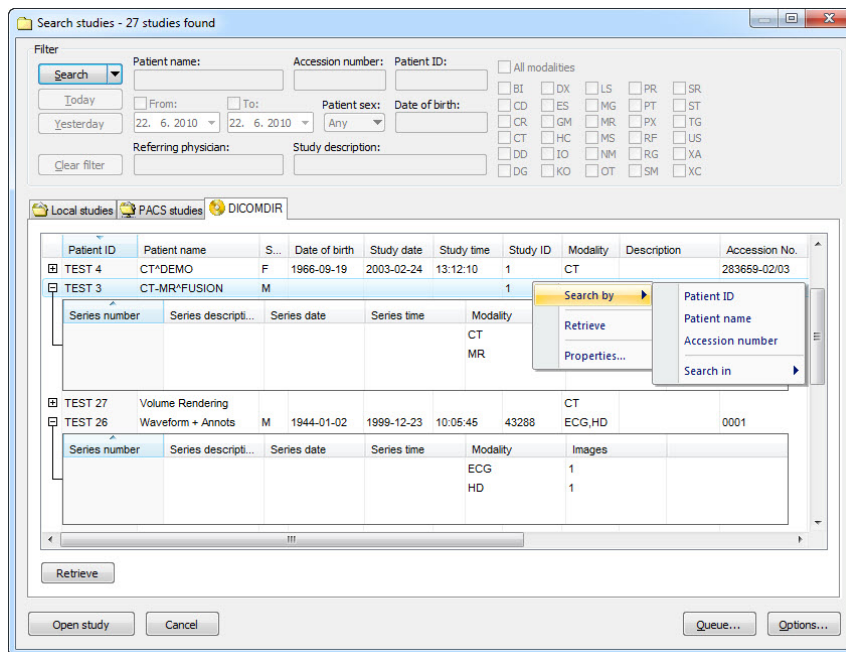 Search studies - 27 studies found
Filter
Search
Today
Yesterday
Clear filter
Patient name:
Accession number:
Patient ID:
From:
To:
Patient sex:
Date of birth:
22. 6. 2010
22. 6. 2010
Any
Referring physician:
Study description:
All modalities
BI DX LS PR SR
CD ES MG PT ST
CR GM MR PX TG
CT HC MS RF US
DD IO NM RG XA
DG KO OT SM XC
Local studies PACS studies DICOMDIR
Patient ID Patient name S... Date of birth Study date Study time Study ID Modality Description Accession No.
TEST 4 CT^DEMO F 1966-09-19 2003-02-24 13:12:10 1 CT 283659-02/03
TEST 3 CT-MR^FUSION M 1
Series number Series descripti... Series date Series time Modality
CT
MR
Search by
Retrieve
Properties...
Patient ID
Patient name
Accession number
Search in
TEST 27 Volume Rendering CT
TEST 26 Waveform + Annots M 1944-01-02 1999-12-23 10:05:45 43288 ECG,HD 0001
Series number Series descripti... Series date Series time Modality Images
ECG 1
HD 1
Retrieve
Open study Cancel Queue... Options...